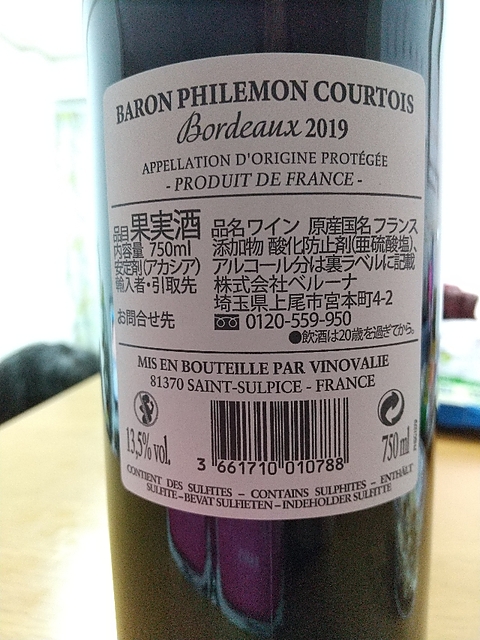 BARON PHILEMON COURTOIS
Bordeaux 2019
APPELLATION D'ORIGINE PROTÉGÉE
- PRODUIT DE FRANCE -
品目 果実酒
内容量 750ml
安定剤(アカシア)
輸入者・引取先
お問合せ先
品名 ワイン 原産国名 フランス
添加物 酸化防止剤(亜硫酸塩)、
アルコール分は裏ラベルに記載
株式会社ベルーナ
埼玉県上尾市宮本町4-2
0120-559-950
●飲酒は20歳を過ぎてから。
MIS EN BOUTEILLE PAR VINOVALIE
81370 SAINT-SULPICE - FRANCE
13,5% vol.
750 ml
3 661710 010788
CONTIENT DES SULFITES – CONTAINS SULPHITES – ENTHÄLT
SULFITE – BEVAT SULFIETEN – INDEHOLDER SULFITTE